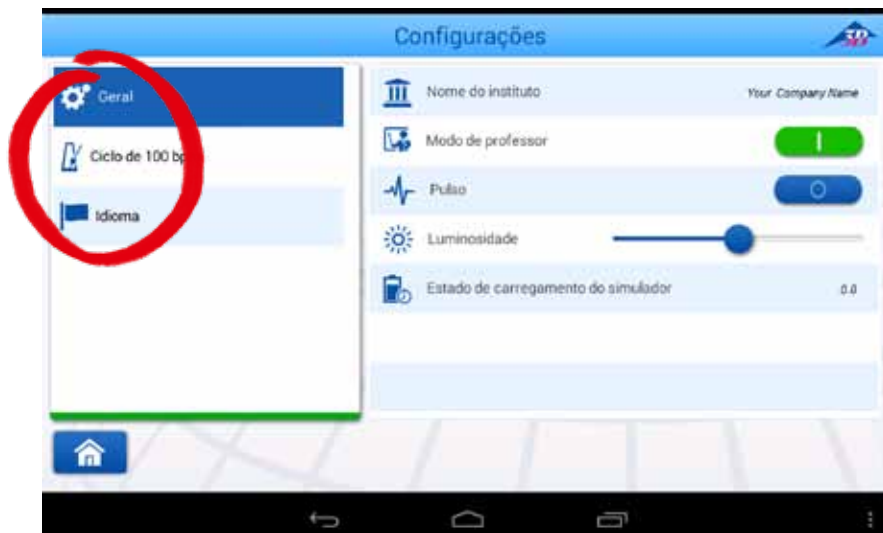 Configurações
3B
Geral
Ciclo de 100 bp
Idioma
Nome do instituto Your Company Name
Modo de professor I
Pulso O
Luminosidade
Estado de carregamento do simulador 0.0